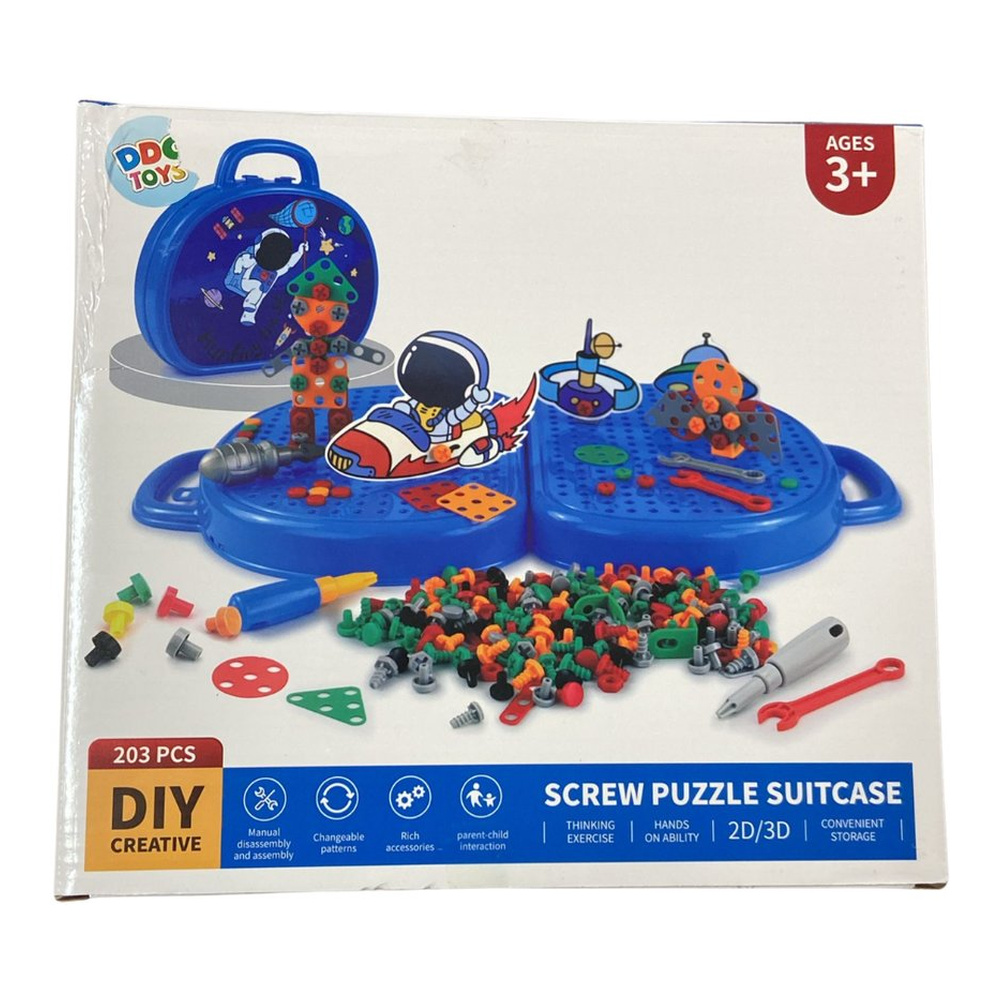 DDC
TOYS
AGES
3+
203 PCS
DIY
CREATIVE
Manual
disassembly
and assembly
Changeable
patterns
Rich
accessories ...
parent-child
interaction
SCREW PUZZLE SUITCASE
THINKING
EXERCISE
HANDS
ON ABILITY
2D/3D
CONVENIENT
STORAGE